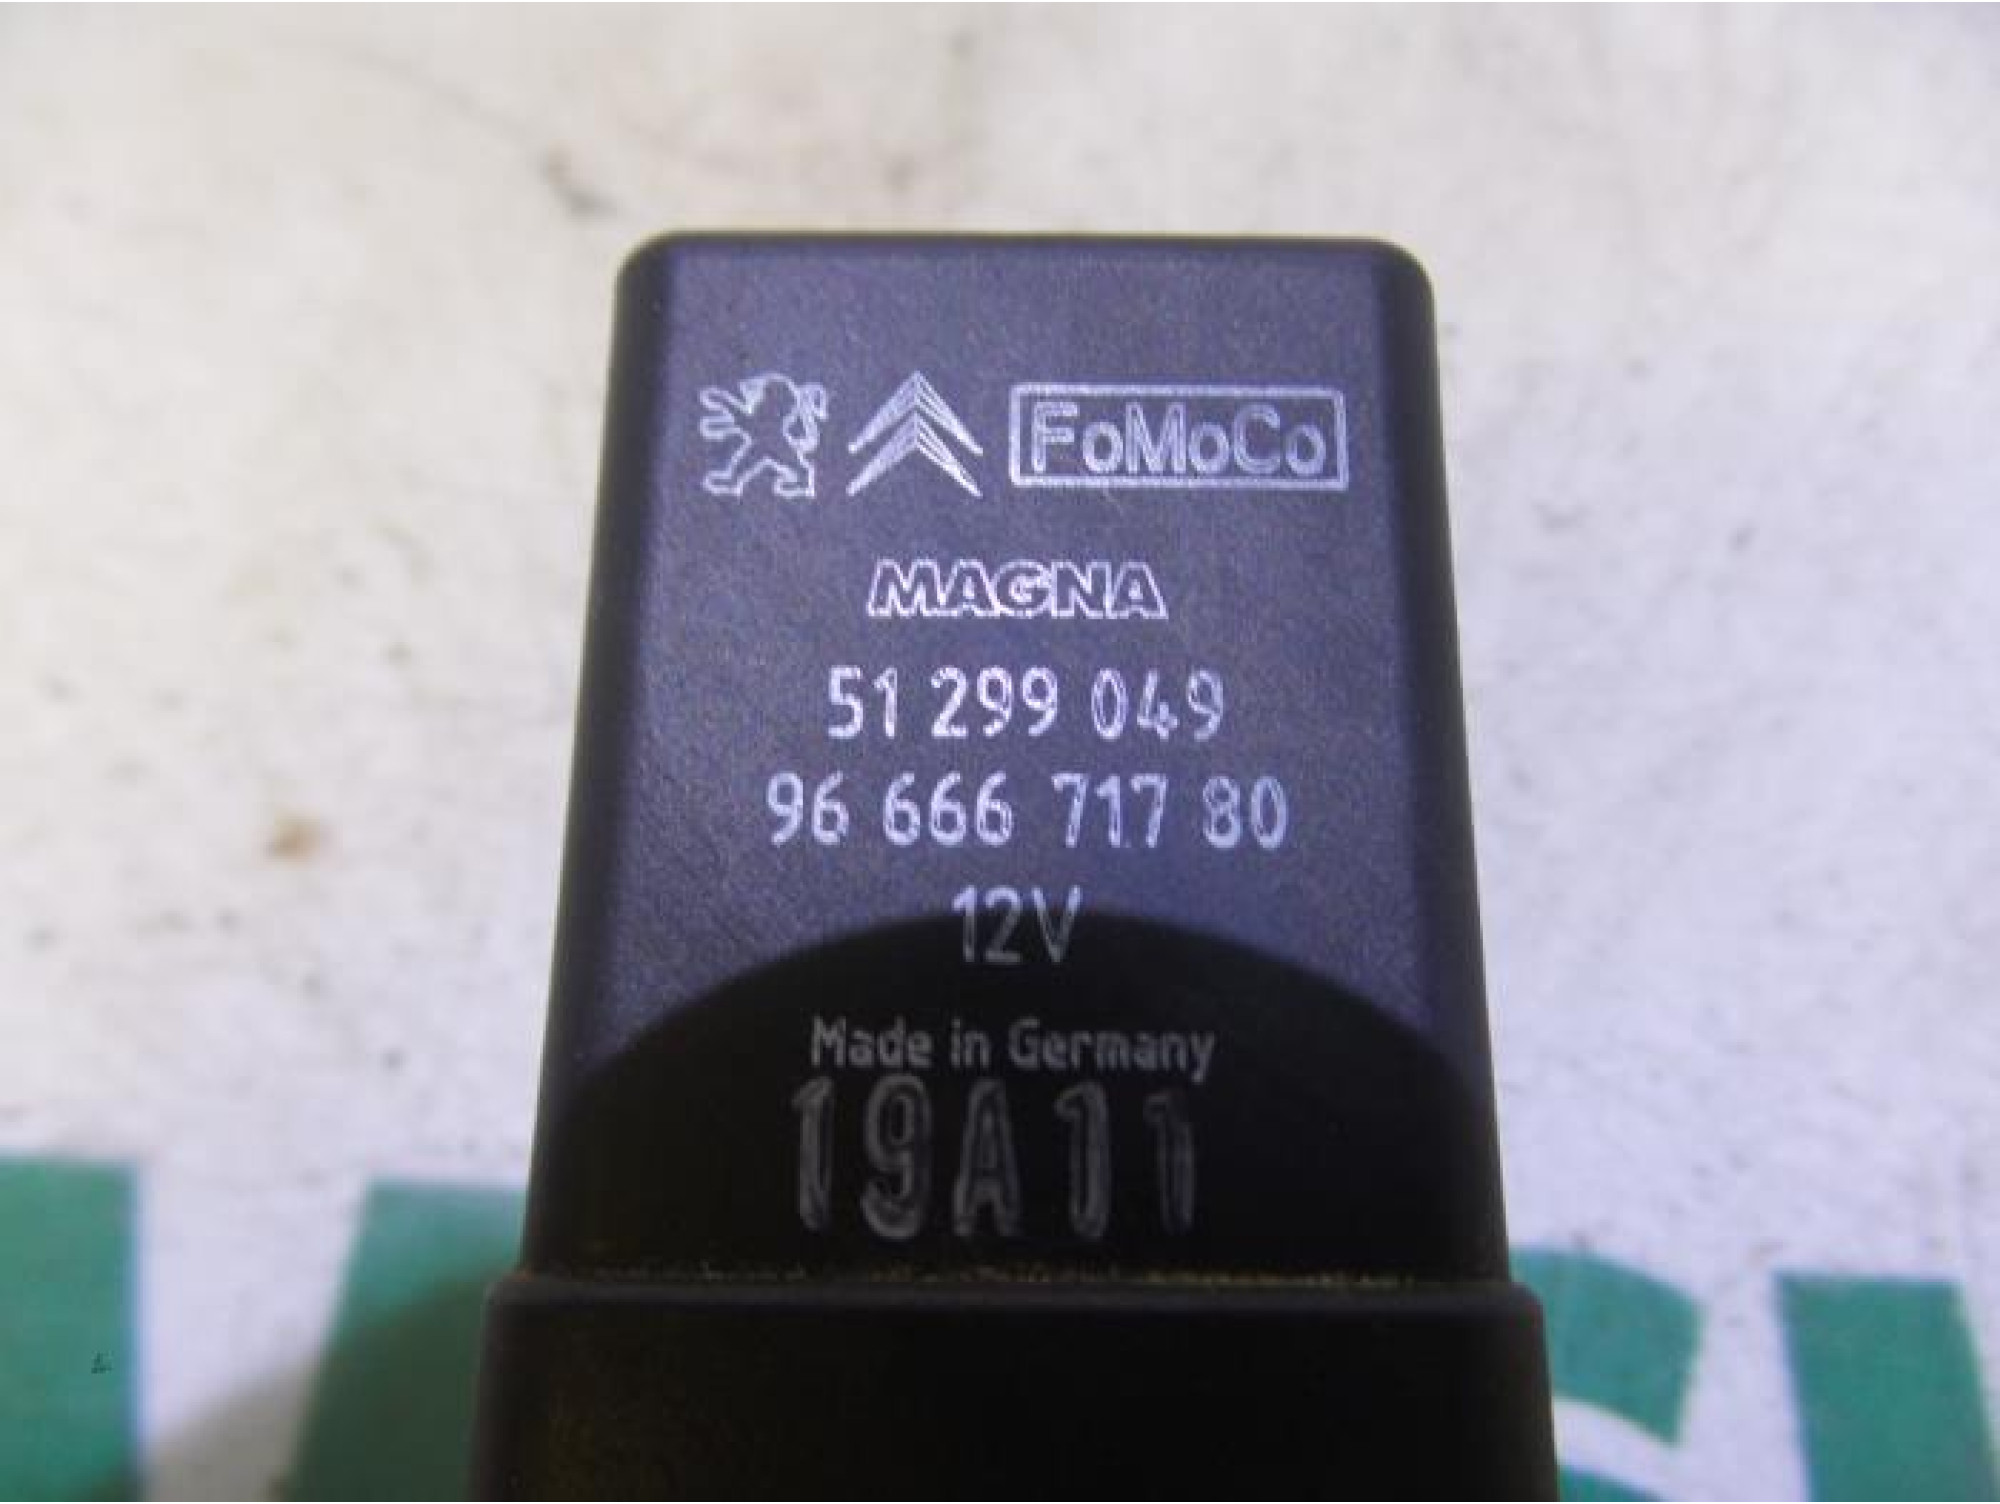 FoMoCo
MAGNA
51 299 049
96 666 717 80
12V
Made in Germany
19A11